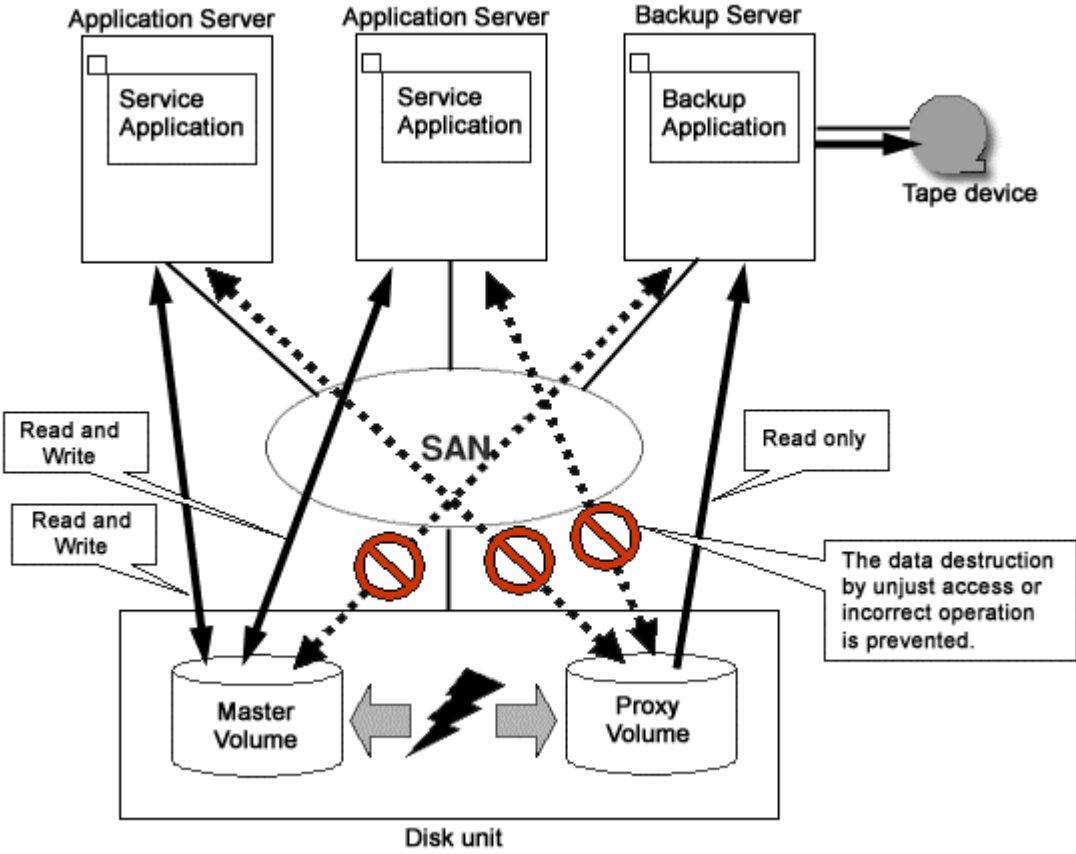 Application Server
Application Server
Backup Server
Service
Application
Service
Application
Backup
Application
Tape device
SAN
Read and
Write
Read and
Write
Read only
The data destruction
by unjust access or
incorrect operation
is prevented.
Master
Volume
Proxy
Volume
Disk unit